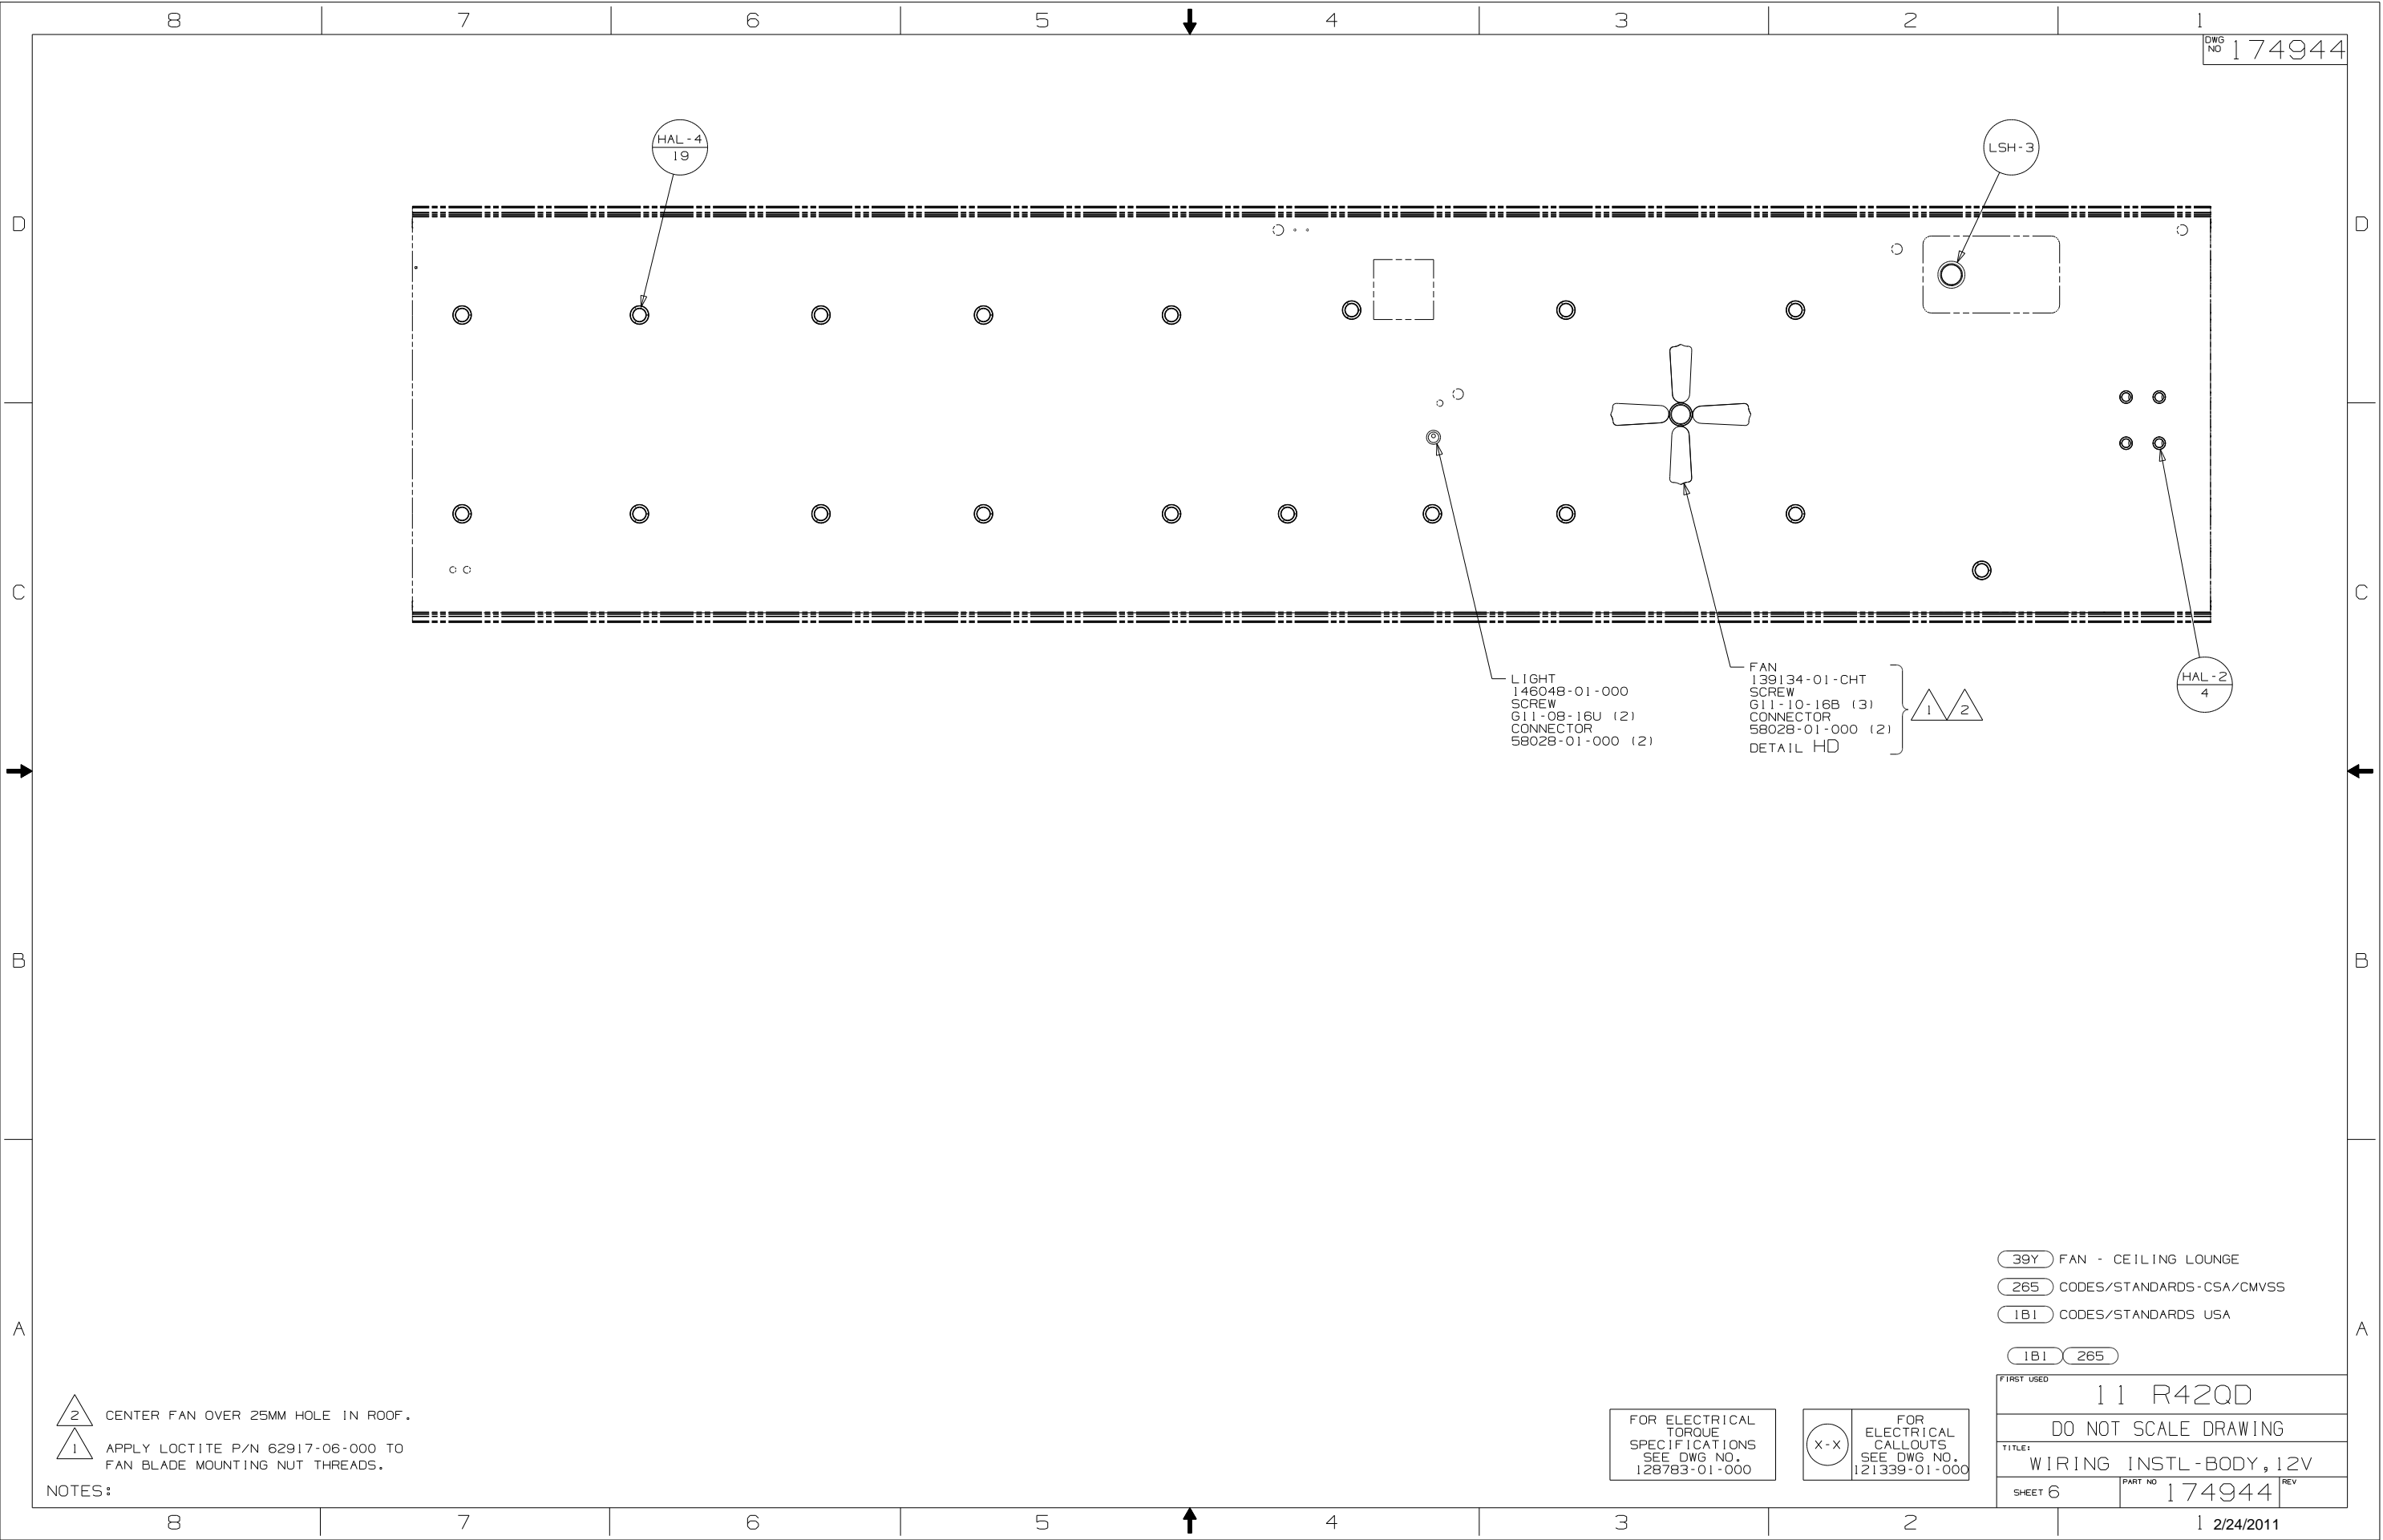 8 7 6 5 4 3 2 1
DWG NO 174944
HAL-4
19
LSH-3
D D
C C
LIGHT
146048-01-000
SCREW
G11-08-16U (2)
CONNECTOR
58028-01-000 (2)
FAN
139134-01-CHT
SCREW
G11-10-16B (3)
CONNECTOR
58028-01-000 (2)
DETAIL HD
1 2
HAL-2
4
B B
39Y FAN - CEILING LOUNGE
265 CODES/STANDARDS-CSA/CMVSS
1B1 CODES/STANDARDS USA
A A
1B1 265
2 CENTER FAN OVER 25MM HOLE IN ROOF.
1 APPLY LOCTITE P/N 62917-06-000 TO
FAN BLADE MOUNTING NUT THREADS.
NOTES:
FOR ELECTRICAL
TORQUE
SPECIFICATIONS
SEE DWG NO.
128783-01-000
X-X
FOR
ELECTRICAL
CALLOUTS
SEE DWG NO.
121339-01-000
FIRST USED
11 R42QD
DO NOT SCALE DRAWING
TITLE:
WIRING INSTL-BODY,12V
SHEET 6 PART NO 174944 REV
8 7 6 5 4 3 2 1 2/24/2011